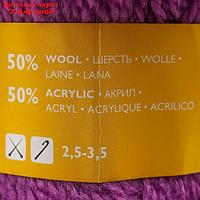 50% WOOL • ШЕРСТЬ • WOLLE •
LAINE • LANA
50% ACRYLIC • АКРИЛ •
ACRYL • ACRYLIQUE • ACRILICO
2,5-3,5